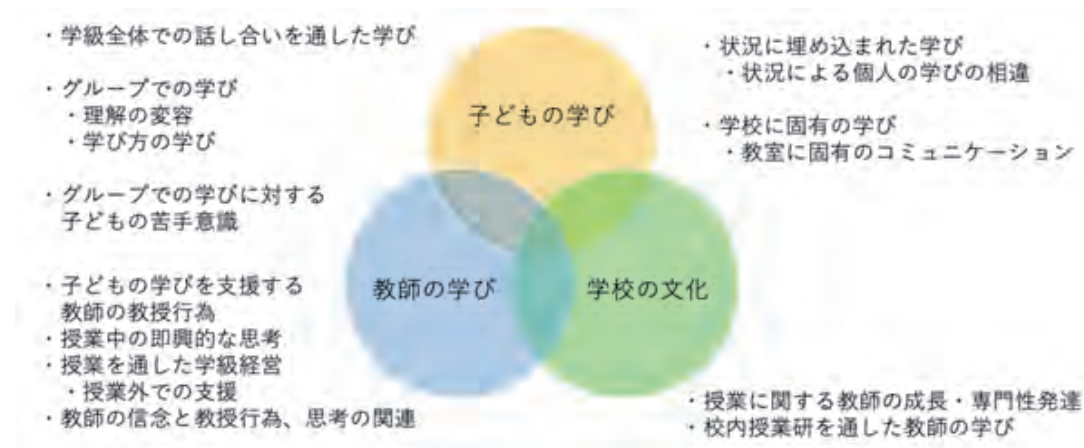 ・学級全体での話し合いを通した学び
・グループでの学び
・理解の変容
・学び方の学び
・グループでの学びに対する
子どもの苦手意識
・子どもの学びを支援する
教師の教授行為
・授業中の即興的な思考
・授業を通した学級経営
・授業外での支援
・教師の信念と教授行為、思考の関連
子どもの学び
教師の学び
学校の文化
・状況に埋め込まれた学び
・状況による個人の学びの相違
・学校に固有の学び
・教室に固有のコミュニケーション
・授業に関する教師の成長・専門性発達
・校内授業研を通した教師の学び